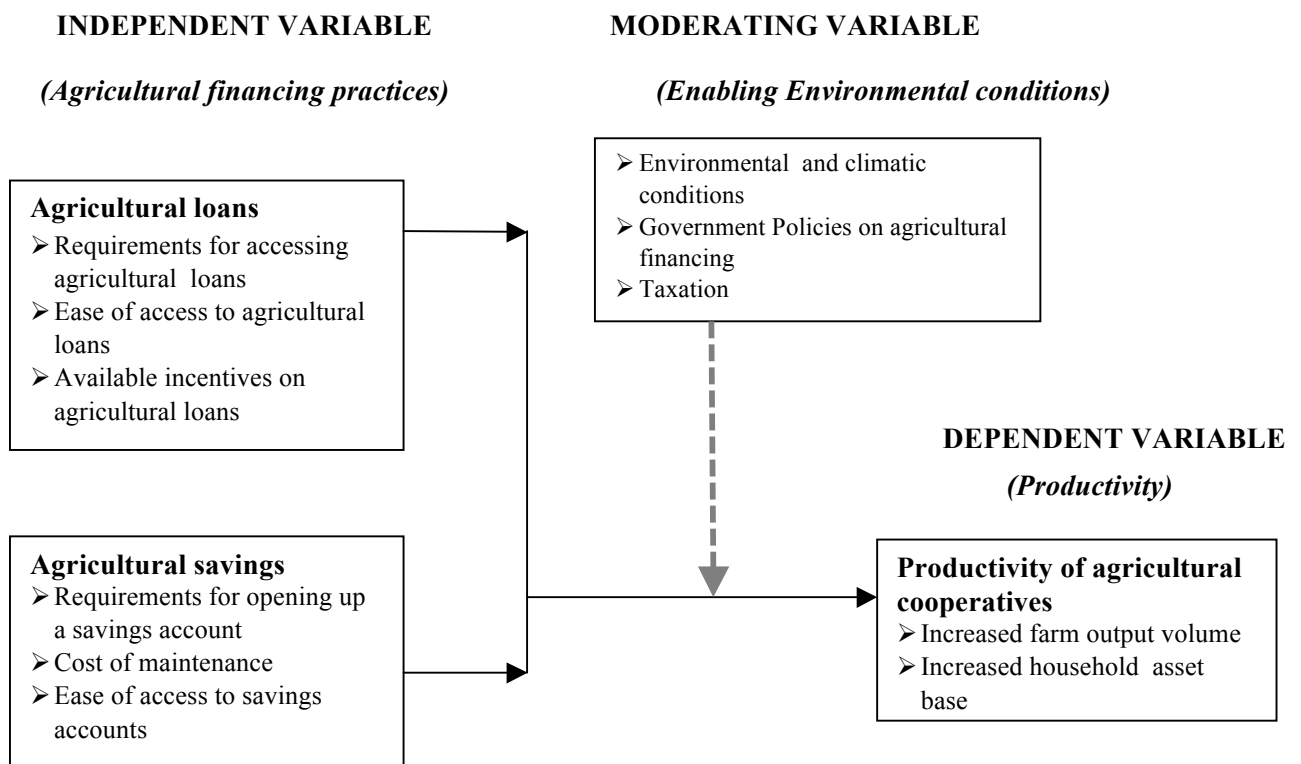 INDEPENDENT VARIABLE
(Agricultural financing practices)
MODERATING VARIABLE
(Enabling Environmental conditions)
Agricultural loans
➢ Requirements for accessing
agricultural loans
➢ Ease of access to agricultural
loans
➢ Available incentives on
agricultural loans
➢ Environmental and climatic
conditions
➢ Government Policies on agricultural
financing
➢ Taxation
Agricultural savings
➢ Requirements for opening up
a savings account
➢ Cost of maintenance
➢ Ease of access to savings
accounts
DEPENDENT VARIABLE
(Productivity)
Productivity of agricultural
cooperatives
➢ Increased farm output volume
➢ Increased household asset
base